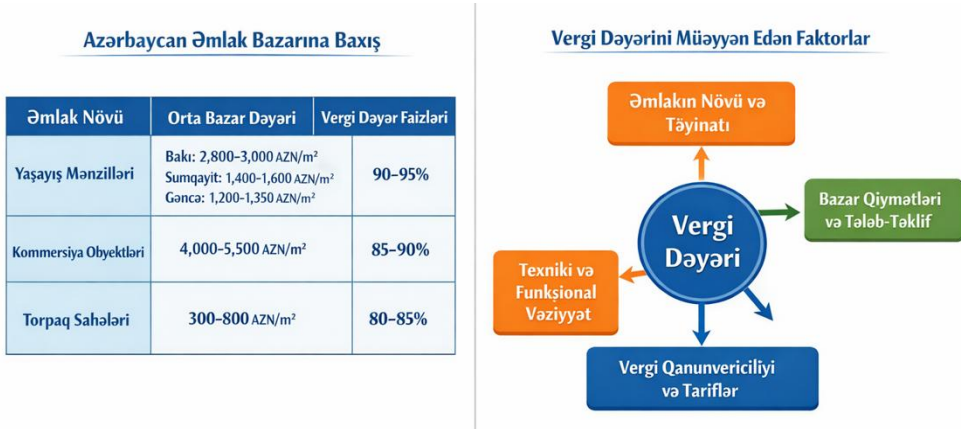 Azərbaycan Əmlak Bazarına Baxış
Əmlak Növü
Orta Bazar Dəyəri
Vergi Dəyər Faizləri
Yaşayış Mənzilləri
Bakı: 2,800–3,000 AZN/m²
Sumqayit: 1,400–1,600 AZN/m²
Gəncə: 1,200–1,350 AZN/m²
90–95%
Kommersiya Obyektləri
4,000–5,500 AZN/m²
85–90%
Torpaq Sahələri
300–800 AZN/m²
80–85%
Vergi Dəyərini Müəyyən Edən Faktorlar
Əmlakın Növü və
Təyinatı
Bazar Qiymətləri
və Tələb-Təklif
Vergi
Dəyəri
Texniki və
Funkşional
Vəziyyət
Vergi Qanunvericiliyi
və Tariflər